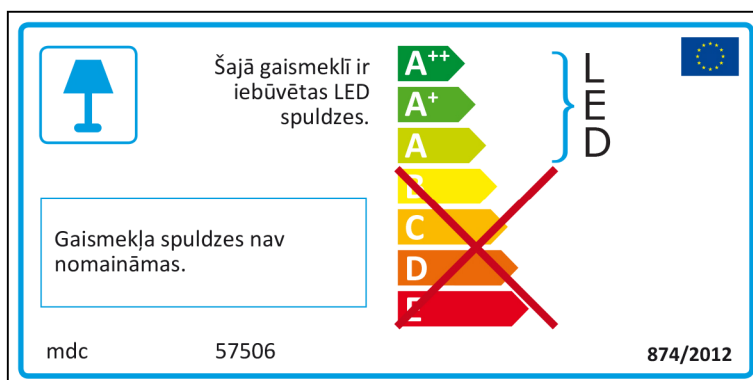 Šajā gaismeklī ir
iebūvētas LED
spuldzes.
A++
A+
A
B
C
D
E
L
E
D
Gaismekļa spuldzes nav
nomaināmas.
mdc 57506
874/2012